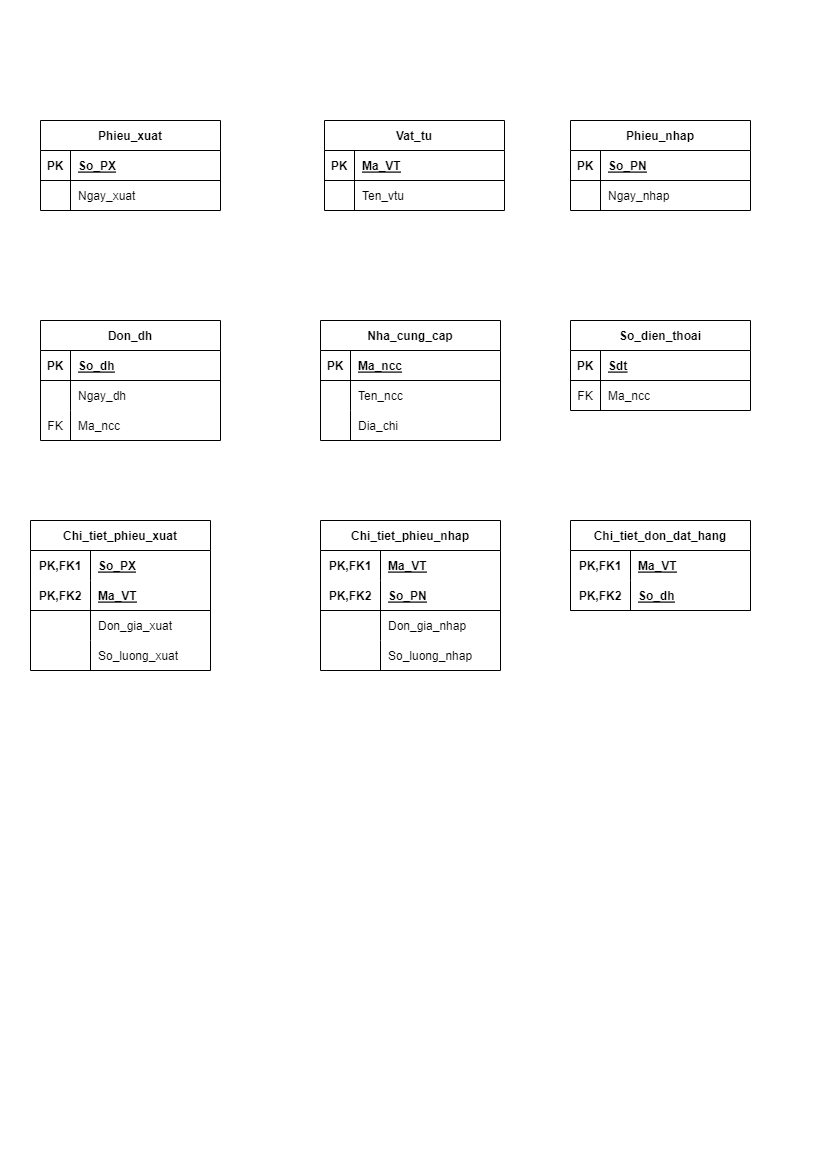 Phieu_xuat
PK So_PX
Ngay_xuat
Vat_tu
PK Ma_VT
Ten_vtu
Phieu_nhap
PK So_PN
Ngay_nhap
Don_dh
PK So_dh
Ngay_dh
FK Ma_ncc
Nha_cung_cap
PK Ma_ncc
Ten_ncc
Dia_chi
So_dien_thoai
PK Sdt
FK Ma_ncc
Chi_tiet_phieu_xuat
PK,FK1 So_PX
PK,FK2 Ma_VT
Don_gia_xuat
So_luong_xuat
Chi_tiet_phieu_nhap
PK,FK1 Ma_VT
PK,FK2 So_PN
Don_gia_nhap
So_luong_nhap
Chi_tiet_don_dat_hang
PK,FK1 Ma_VT
PK,FK2 So_dh